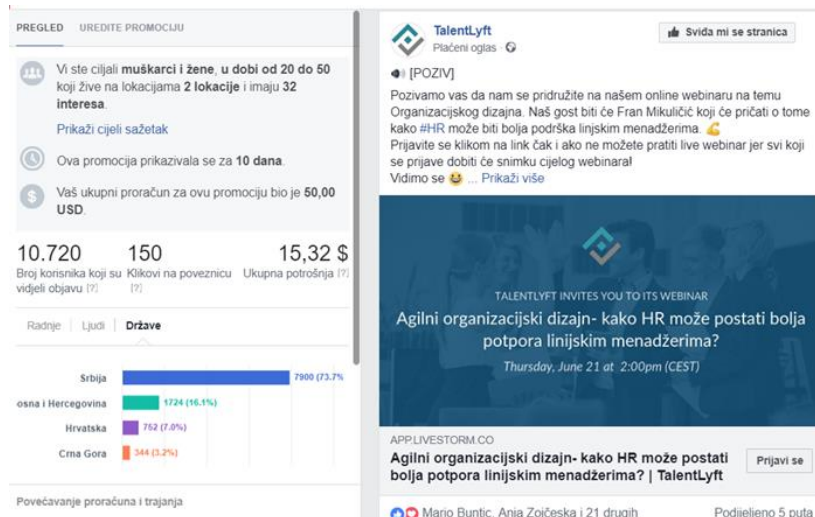 PREGLED UREDITE PROMOCIJU
Vi ste ciljali muškarci i žene, u dobi od 20 do 50
koji žive na lokacijama 2 lokacije i imaju 32
interesa.
Prikaži cijeli sažetak
Ova promocija prikazivala se za 10 dana.
Vaš ukupni proračun za ovu promociju bio je 50,00
USD.
10.720 150 15,32 $
Broj korisnika koji su Klikovi na poveznicu Ukupna potrošnja [?]
vidjeli objavu [?] [?]
Radnje Ljudi Države
Srbija 7900 (73.7%
osna i Hercegovina 1724 (16.1%)
Hrvatska 752 (7.0%)
Crna Gora 344 (3.2%)
Povećavanje proračuna i trajanja
TalentLyft
Plaćeni oglas ·
Sviđa mi se stranica
[POZIV]
Pozivamo vas da nam se pridružite na našem online webinaru na temu
Organizacijskog dizajna. Naš gost biti će Fran Mikuličić koji će pričati o tome
kako #HR može biti bolja podrška linjskim menadžerima. 💪
Prijavite se klikom na link čak i ako ne možete pratiti live webinar jer svi koji
se prijave dobiti će snimku cijelog webinara!
Vidimo se 😀 ... Prikaži više
TALENTLYFT INVITES YOU TO ITS WEBINAR
Agilni organizacijski dizajn- kako HR može postati bolja
potpora linijskim menadžerima?
Thursday, June 21 at 2:00pm (CEST)
APP.LIVESTORM.CO
Agilni organizacijski dizajn- kako HR može postati
bolja potpora linijskim menadžerima? | TalentLyft
Prijavi se
Mario Buntic, Anja Zojčeska i 21 drugih Podijeljeno 5 puta